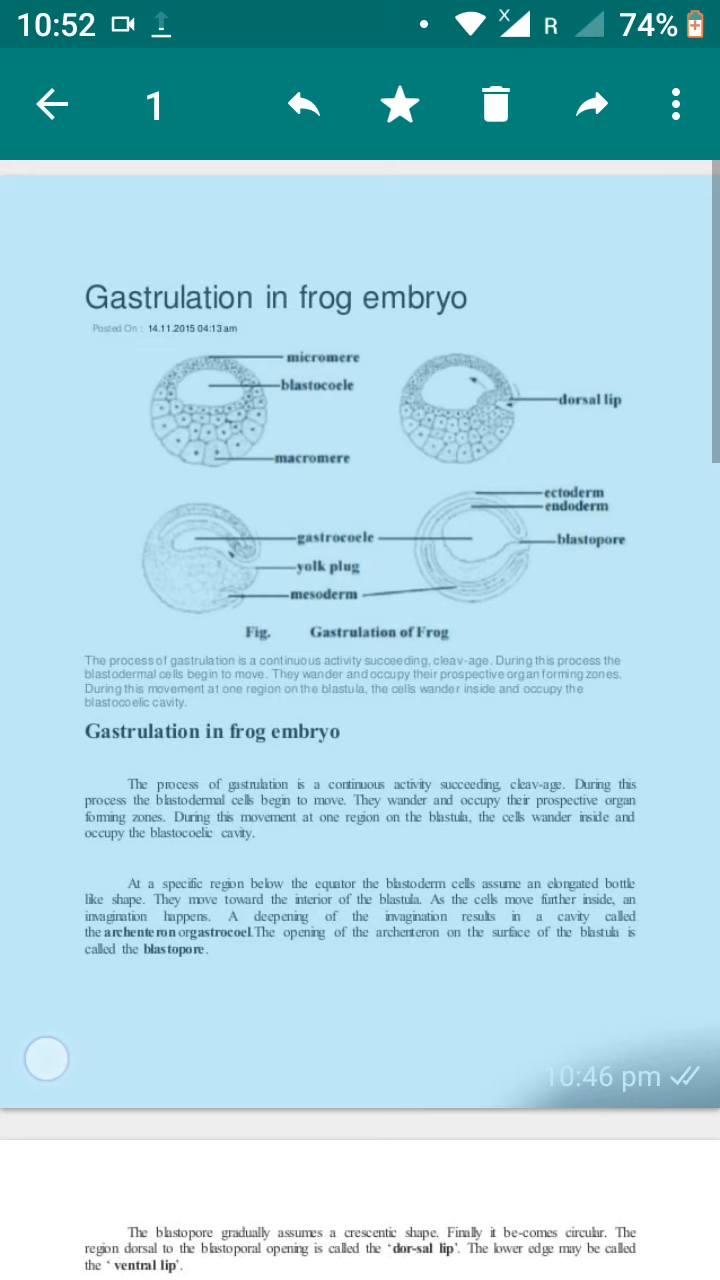 10:52 R 74%
1
Gastrulation in frog embryo
Posted On : 14.11.2015 04:13 am
micromere
blastocoele
dorsal lip
macromere
ectoderm
endoderm
gastrocoele
blastopore
yolk plug
mesoderm
Fig. Gastrulation of Frog
The process of gastrulation is a continuous activity succeeding, cleav-age. During this process the
blastodermal cells begin to move. They wander and occupy their prospective organ forming zones.
During this movement at one region on the blastula, the cells wander inside and occupy the
blastocoelic cavity.
Gastrulation in frog embryo
The process of gastrulation is a continuous activity succeeding, cleav-age. During this
process the blastodermal cells begin to move. They wander and occupy their prospective organ
forming zones. During this movement at one region on the blastula, the cells wander inside and
occupy the blastocoelic cavity.
At a specific region below the equator the blastoderm cells assume an elongated bottle
like shape. They move toward the interior of the blastula. As the cells move further inside, an
invagination happens. A deepening of the invagination results in a cavity called
the archenteron orgastrocoel.The opening of the archenteron on the surface of the blastula is
called the blastopore.
10:46 pm
The blastopore gradually assumes a crescentic shape. Finally it be-comes circular. The
region dorsal to the blastoporal opening is called the ‘dor-sal lip’. The lower edge may be called
the ‘ ventral lip’.